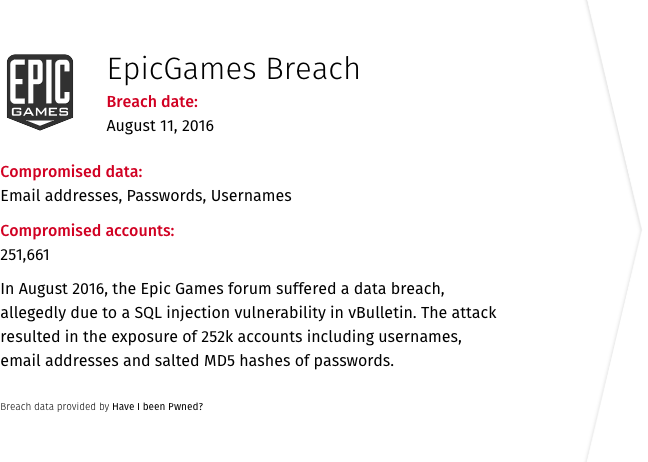 EPIC
GAMES
EpicGames Breach
Breach date:
August 11, 2016
Compromised data:
Email addresses, Passwords, Usernames
Compromised accounts:
251,661
In August 2016, the Epic Games forum suffered a data breach,
allegedly due to a SQL injection vulnerability in vBulletin. The attack
resulted in the exposure of 252k accounts including usernames,
email addresses and salted MD5 hashes of passwords.
Breach data provided by Have I been Pwned?